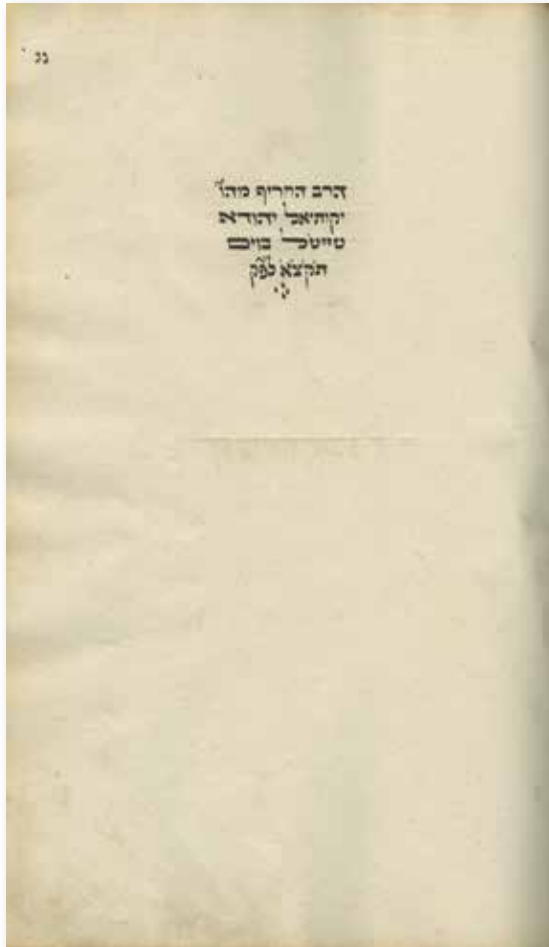 נג
הרב החריף מהו'
יקותיאל יהודא
טייטל בוים
תקצא לפק